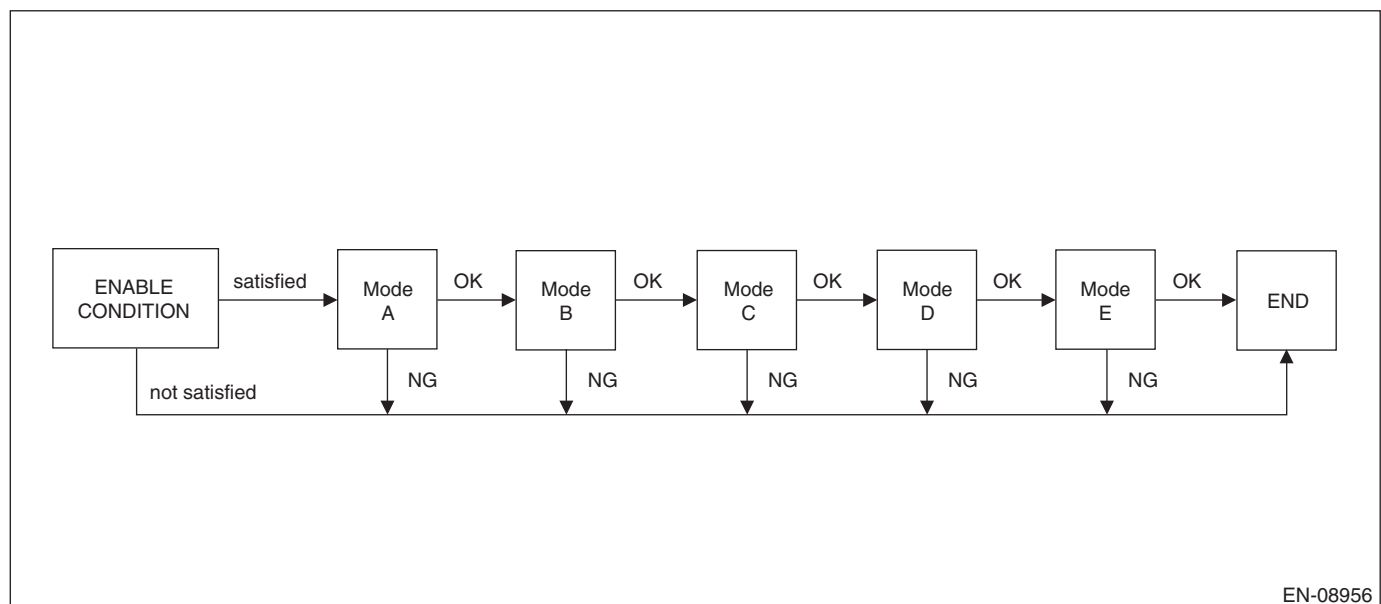 ENABLE
CONDITION
satisfied
Mode
A
OK
Mode
B
OK
Mode
C
OK
Mode
D
OK
Mode
E
OK
END
not satisfied
NG
NG
NG
NG
NG
EN-08956